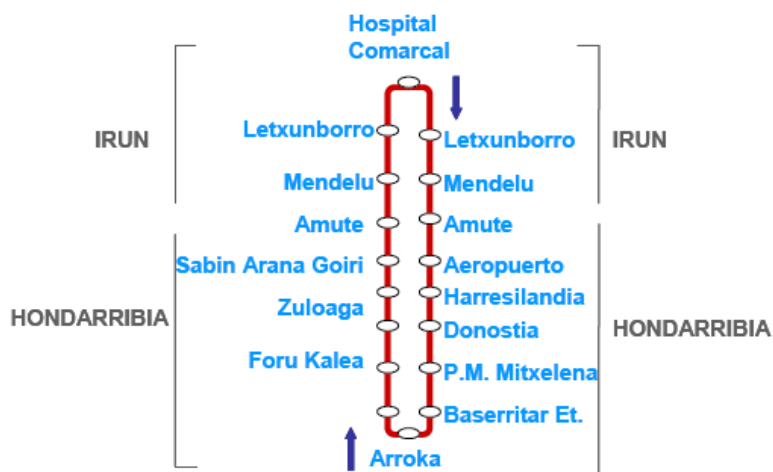 Hospital
Comarcal
IRUN
Letxunborro
Letxunborro
IRUN
Mendelu
Mendelu
Amute
Amute
Sabin Arana Goiri
Aeropuerto
Harresilandia
Zuloaga
HONDARRIBIA
Donostia
HONDARRIBIA
Foru Kalea
P.M. Mitxelena
Baserritar Et.
Arroka